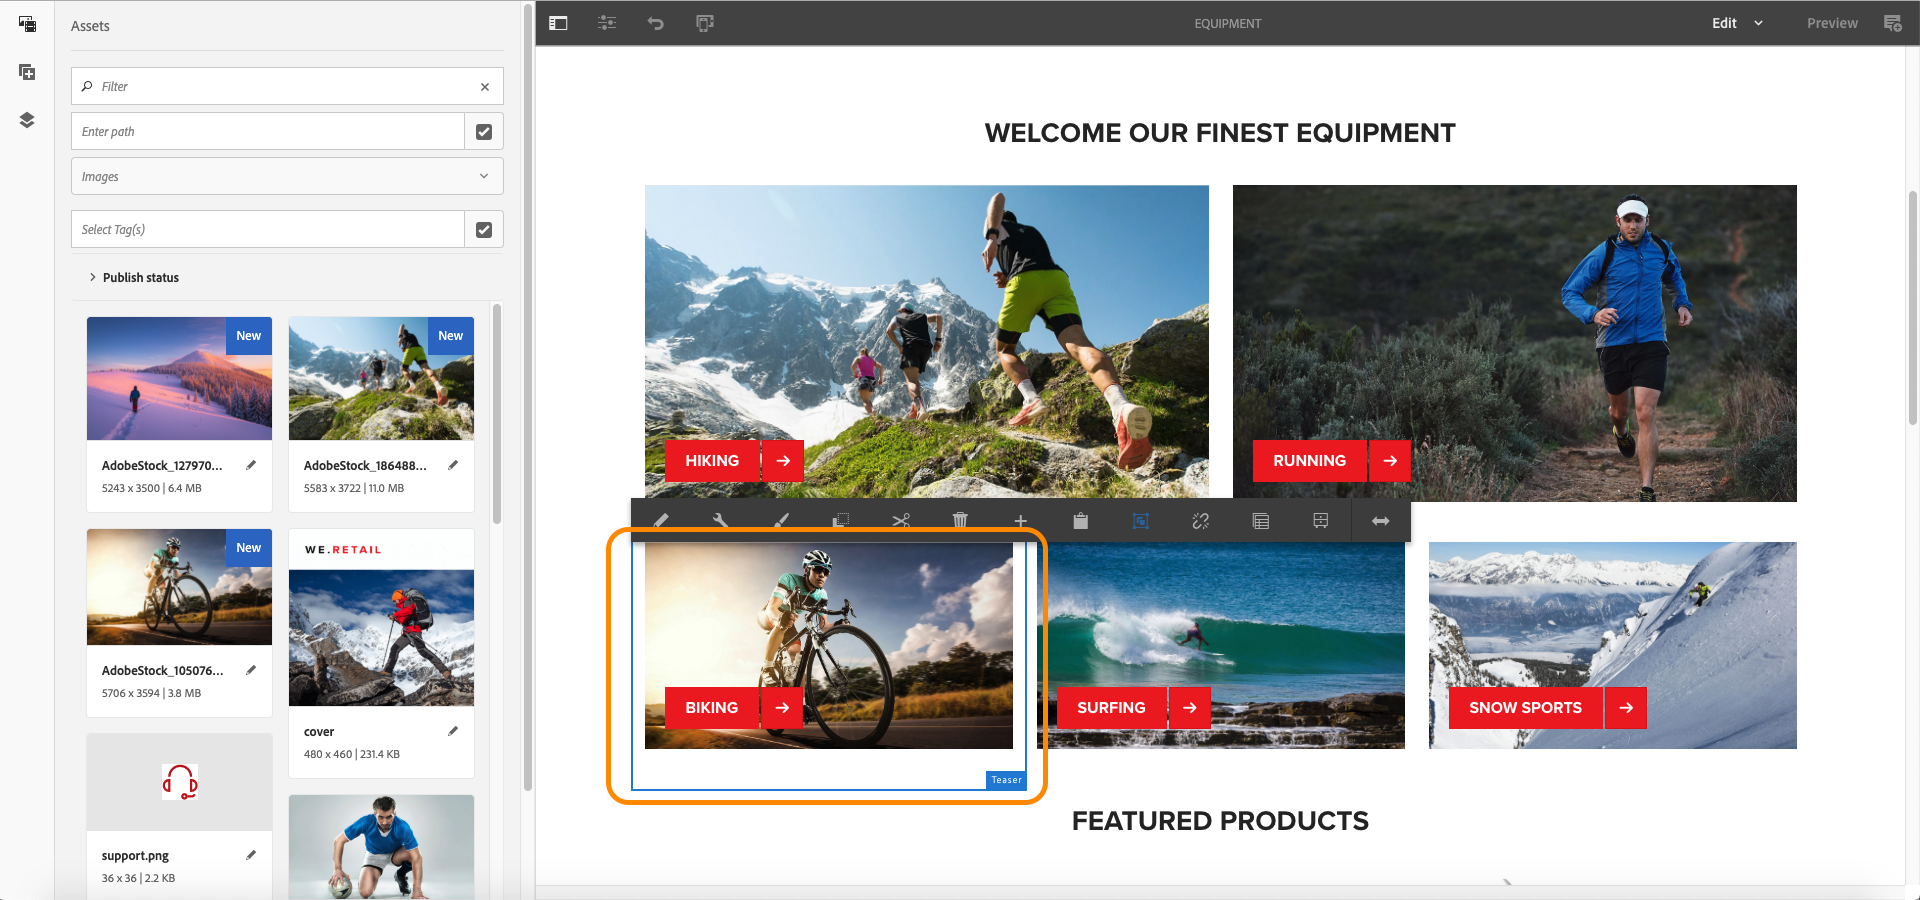 Assets
EQUIPMENT
Edit
Preview
Filter
Enter path
Images
Select Tag(s)
Publish status
New
New
AdobeStock_127970...
5243 x 3500 | 6.4 MB
AdobeStock_186488...
5583 x 3722 | 11.0 MB
New
WE.RETAIL
AdobeStock_105076...
5706 x 3594 | 3.8 MB
cover
480 x 460 | 231.4 KB
support.png
36 x 36 | 2.2 KB
WELCOME OUR FINEST EQUIPMENT
HIKING
RUNNING
BIKING
SURFING
SNOW SPORTS
Teaser
FEATURED PRODUCTS